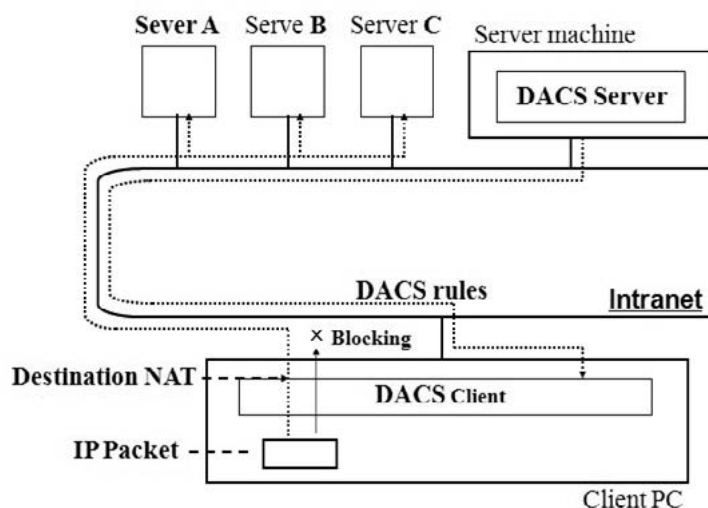 Sever A
Serve B
Server C
Server machine
DACS Server
DACS rules
Intranet
× Blocking
Destination NAT
DACS Client
IP Packet
Client PC